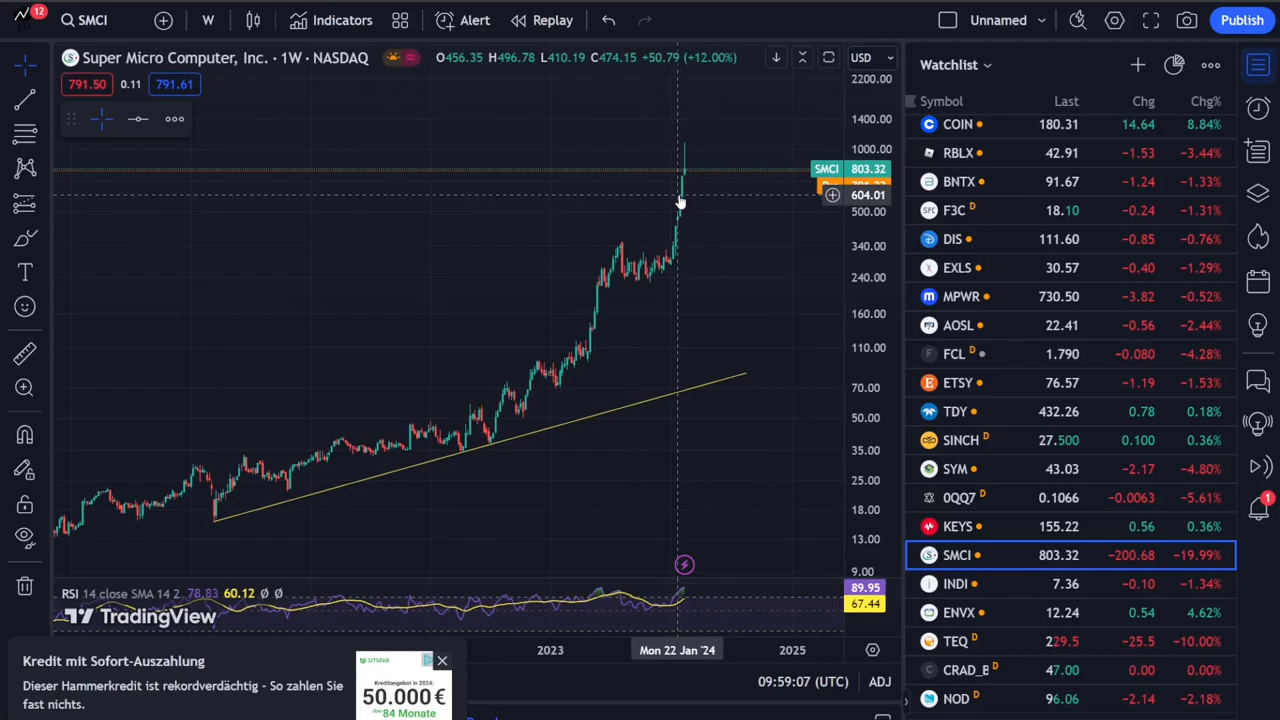 12
SMCI
W
Indicators
Alert
Replay
Unnamed
Publish
Super Micro Computer, Inc. · 1W · NASDAQ
O456.35 H496.78 L410.19 C474.15 +50.79 (+12.00%)
USD
791.50 0.11 791.61
2200.00
1400.00
1000.00
SMCI 803.32
604.01
500.00
340.00
240.00
160.00
110.00
70.00
50.00
35.00
25.00
18.00
13.00
9.00
RSI 14 close SMA 14 2 78.83 60.12 Ø Ø
89.95
67.44
TradingView
2023
Mon 22 Jan '24
2025
09:59:07 (UTC)
ADJ
Kredit mit Sofort-Auszahlung
Dieser Hammerkredit ist rekordverdächtig - So zahlen Sie
fast nichts.
smava
Kreditangebot in 2024:
50.000 €
über 84 Monate
Watchlist
Symbol Last Chg Chg%
COIN 180.31 14.64 8.84%
RBLX 42.91 −1.53 −3.44%
BNTX 91.67 −1.24 −1.33%
F3C D 18.10 −0.24 −1.31%
DIS 111.60 −0.85 −0.76%
EXLS 30.57 −0.40 −1.29%
MPWR 730.50 −3.82 −0.52%
AOSL 22.41 −0.56 −2.44%
FCL D 1.790 −0.080 −4.28%
ETSY 76.57 −1.19 −1.53%
TDY 432.26 0.78 0.18%
SINCH D 27.500 0.100 0.36%
SYM 43.03 −2.17 −4.80%
0QQ7 D 0.1066 −0.0063 −5.61%
KEYS 155.22 0.56 0.36%
SMCI 803.32 −200.68 −19.99%
INDI 7.36 −0.10 −1.34%
ENVX 12.24 0.54 4.62%
TEQ D 229.5 −25.5 −10.00%
CRAD_B D 47.00 0.00 0.00%
NOD D 96.06 −2.14 −2.18%
1